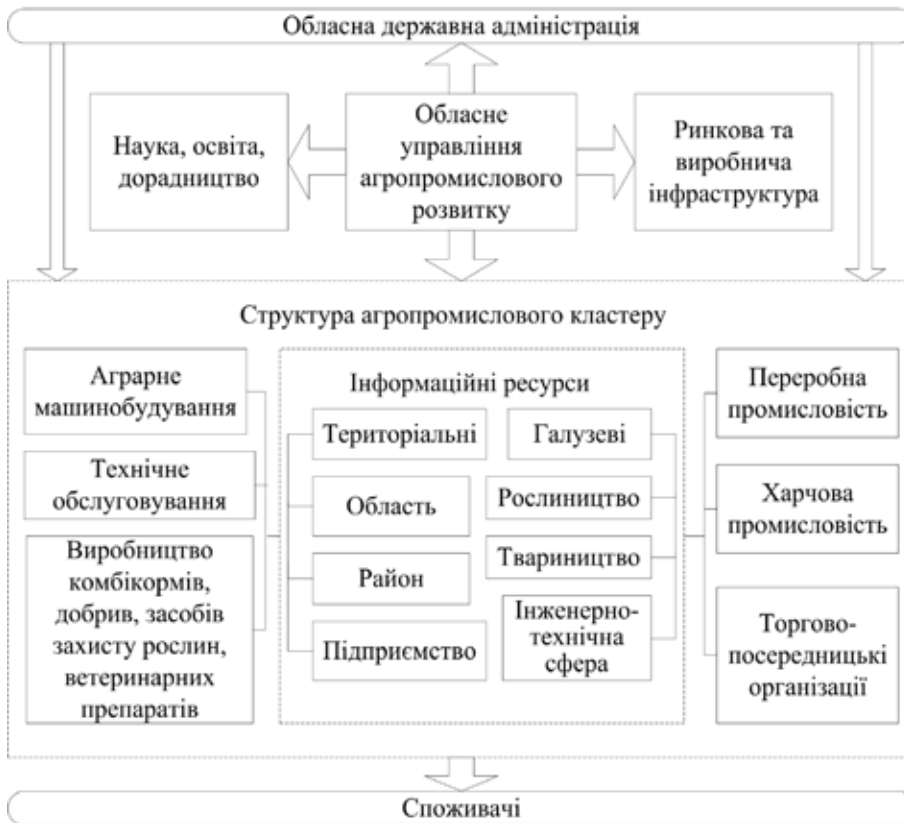 Обласна державна адміністрація
Наука, освіта,
дорадництво
Обласне
управління
агропромислового
розвитку
Ринкова та
виробнича
інфраструктура
Структура агропромислового кластеру
Аграрне
машинобудування
Технічне
обслуговування
Виробництво
комбікормів,
добрив, засобів
захисту рослин,
ветеринарних
препаратів
Інформаційні ресурси
Територіальні
Область
Район
Підприємство
Галузеві
Рослиництво
Твариництво
Інженерно-
технічна
сфера
Переробна
промисловість
Харчова
промисловість
Торгово-
посередницькі
організації
Споживачі